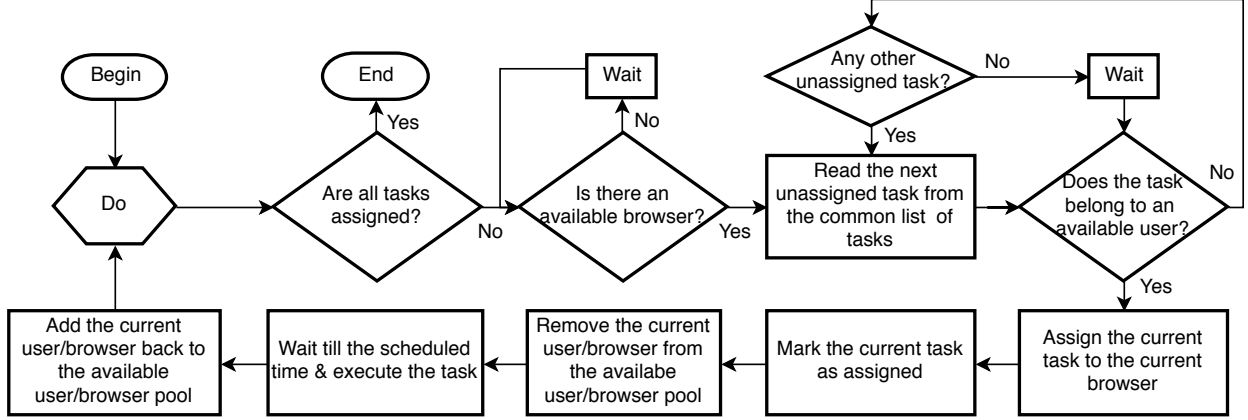 Begin
Do
End
Yes
Are all tasks
assigned?
No
Wait
No
Is there an
available browser?
Yes
Any other
unassigned task?
No
Yes
Wait
Read the next
unassigned task from
the common list of
tasks
Does the task
belong to an
available user?
No
Yes
Assign the current
task to the current
browser
Mark the current task
as assigned
Remove the current
user/browser from
the availabe
user/browser pool
Wait till the scheduled
time & execute the task
Add the current
user/browser back to
the available
user/browser pool